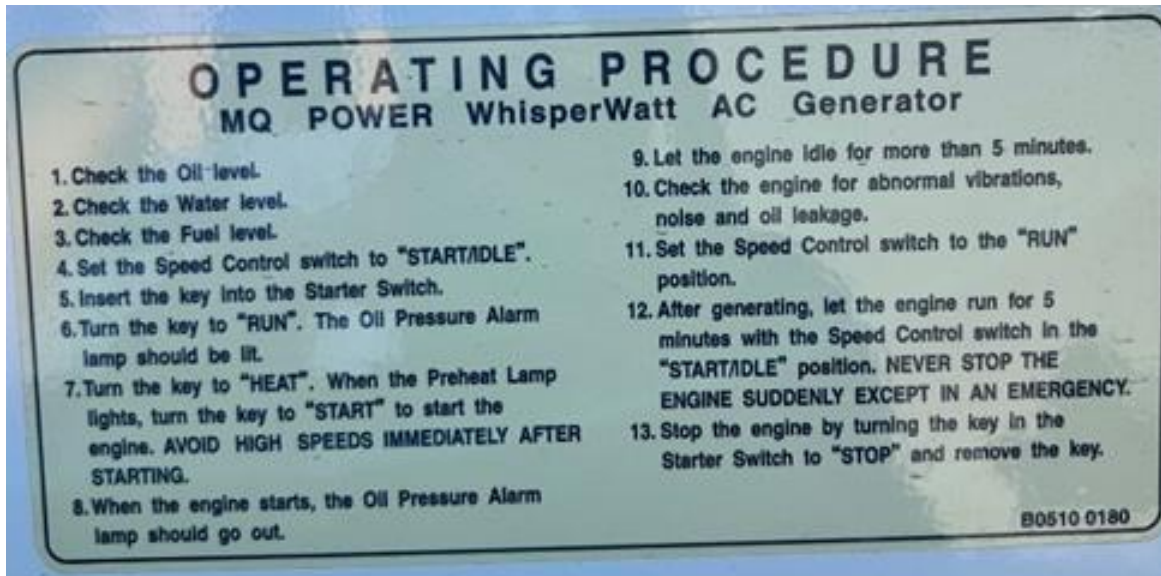 OPERATING PROCEDURE
MQ POWER WhisperWatt AC Generator
1. Check the Oil level.
2. Check the Water level.
3. Check the Fuel level.
4. Set the Speed Control switch to "START/IDLE".
5. Insert the key into the Starter Switch.
6. Turn the key to "RUN". The Oil Pressure Alarm
lamp should be lit.
7. Turn the key to "HEAT". When the Preheat Lamp
lights, turn the key to "START" to start the
engine. AVOID HIGH SPEEDS IMMEDIATELY AFTER
STARTING.
8. When the engine starts, the Oil Pressure Alarm
lamp should go out.
9. Let the engine idle for more than 5 minutes.
10. Check the engine for abnormal vibrations,
noise and oil leakage.
11. Set the Speed Control switch to the "RUN"
position.
12. After generating, let the engine run for 5
minutes with the Speed Control switch in the
"START/IDLE" position. NEVER STOP THE
ENGINE SUDDENLY EXCEPT IN AN EMERGENCY.
13. Stop the engine by turning the key in the
Starter Switch to "STOP" and remove the key.
B0510 0180